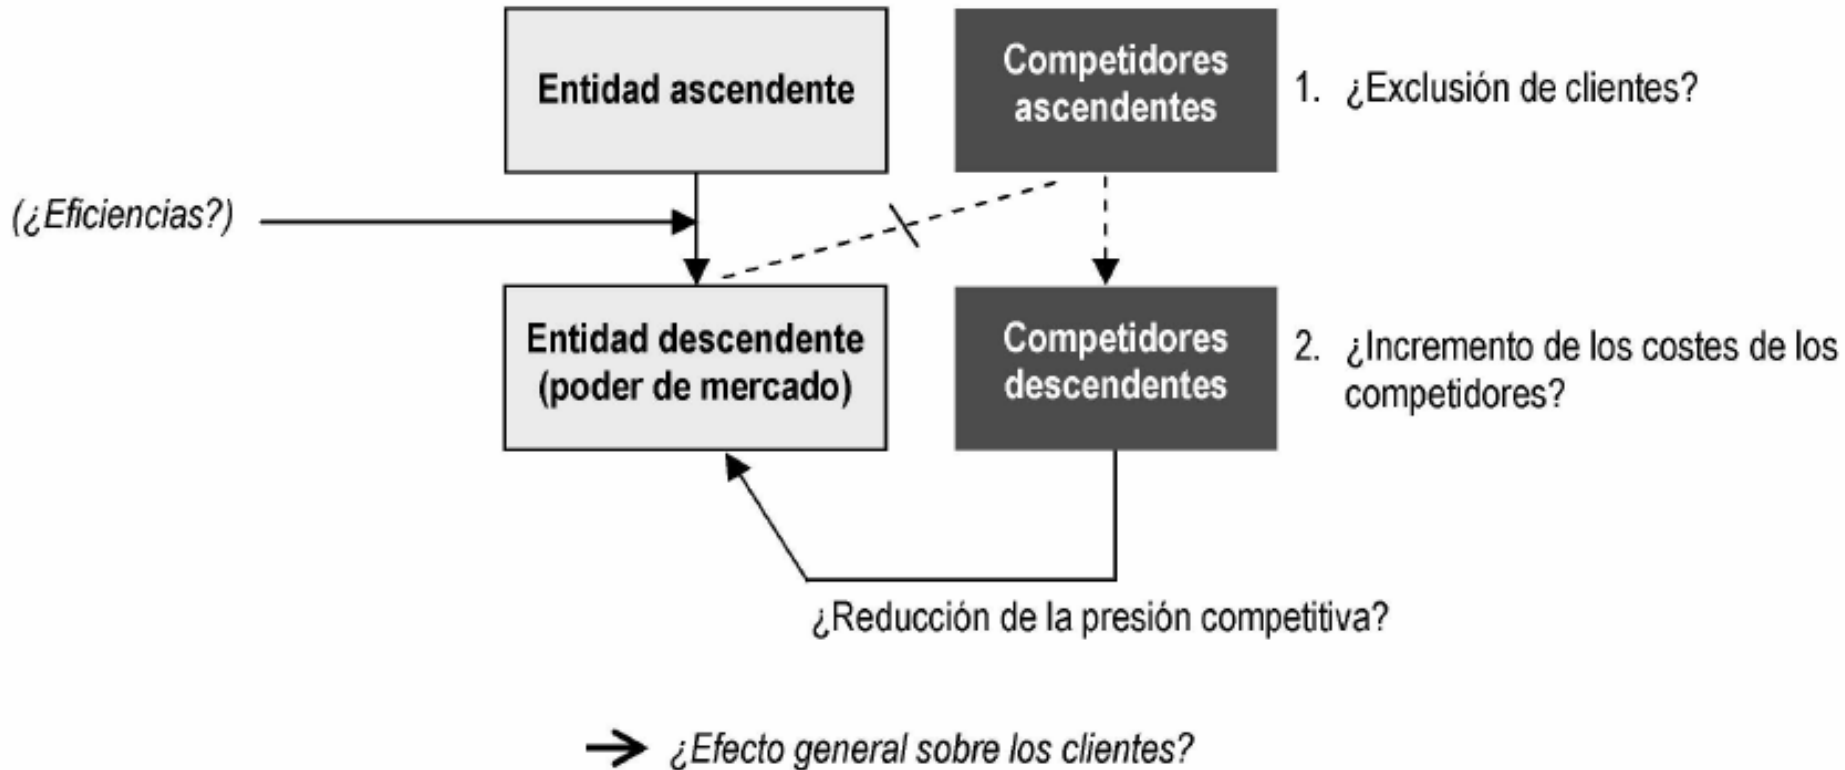 Entidad ascendente
Competidores
ascendentes
1. ¿Exclusión de clientes?
(¿Eficiencias?)
Entidad descendente
(poder de mercado)
Competidores
descendentes
2. ¿Incremento de los costes de los
competidores?
¿Reducción de la presión competitiva?
¿Efecto general sobre los clientes?